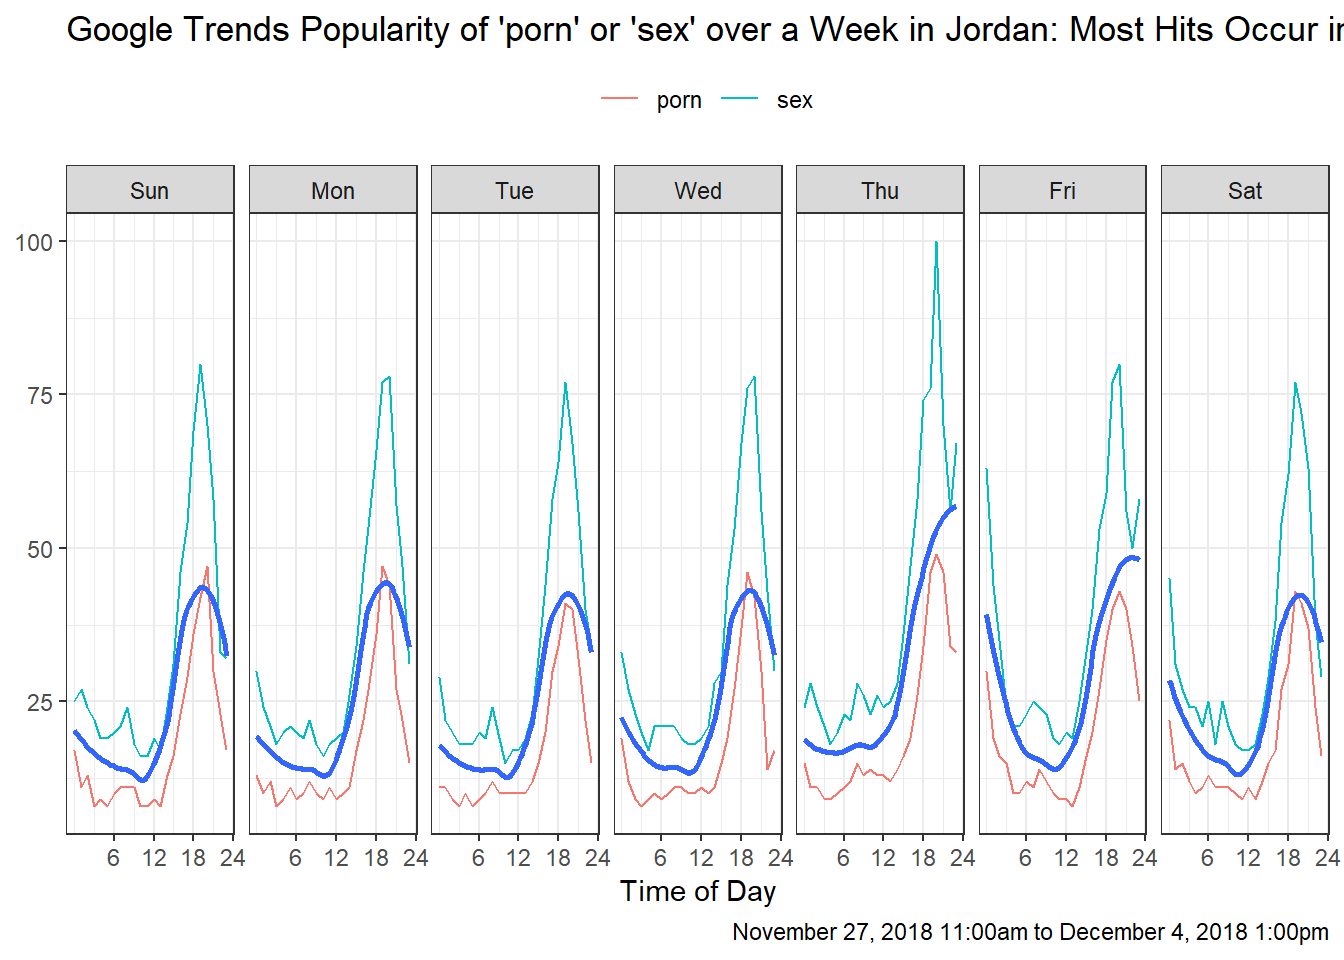 Google Trends Popularity of 'porn' or 'sex' over a Week in Jordan: Most Hits Occur in
porn sex
Sun Mon Tue Wed Thu Fri Sat
100
75
50
25
6 12 18 24 6 12 18 24 6 12 18 24 6 12 18 24 6 12 18 24 6 12 18 24 6 12 18 24
Time of Day
November 27, 2018 11:00am to December 4, 2018 1:00pm